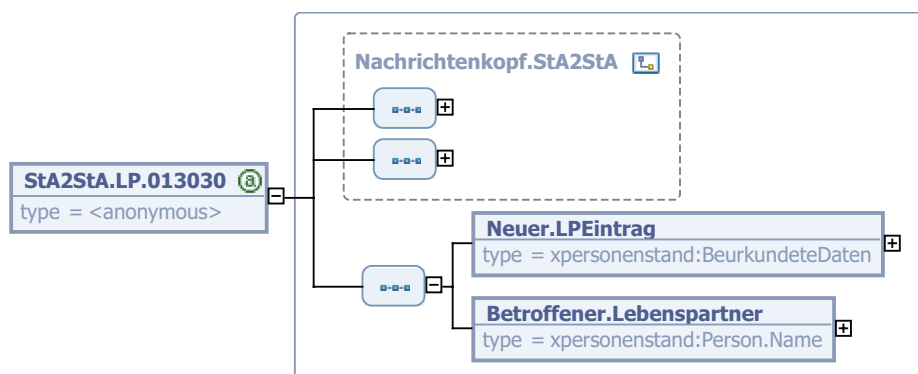 Nachrichtenkopf.StA2StA
StA2StA.LP.013030
type = <anonymous>
Neuer.LPEintrag
type = xpersonenstand:BeurkundeteDaten
Betroffener.Lebenspartner
type = xpersonenstand:Person.Name